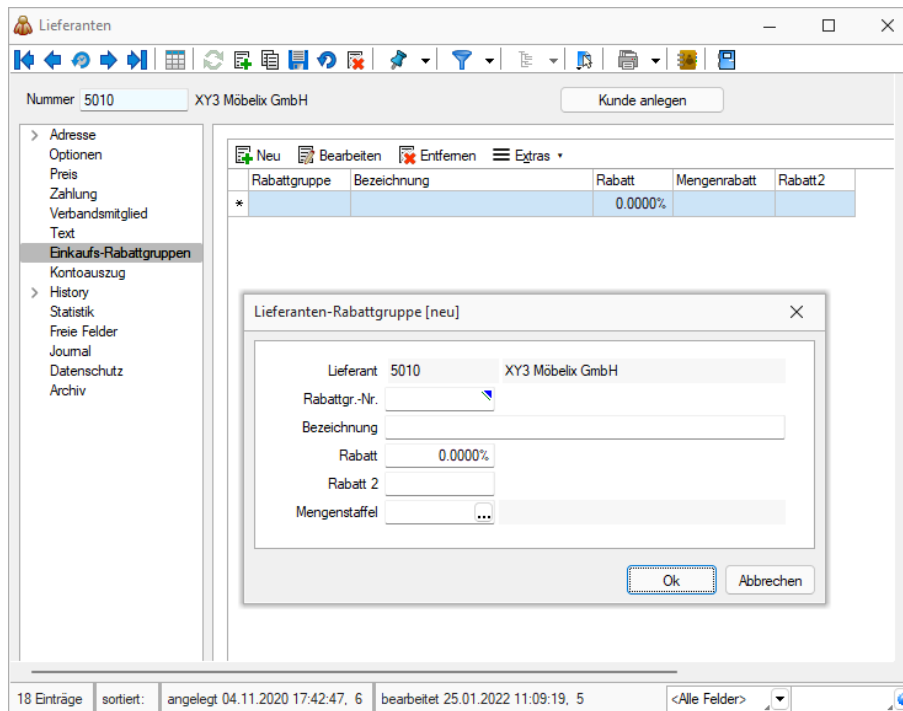 Lieferanten
Nummer 5010 XY3 Möbelix GmbH Kunde anlegen
Adresse
Optionen
Preis
Zahlung
Verbandsmitglied
Text
Einkaufs-Rabattgruppen
Kontoauszug
History
Statistik
Freie Felder
Journal
Datenschutz
Archiv
Neu Bearbeiten Entfernen Extras
Rabattgruppe Bezeichnung Rabatt Mengenrabatt Rabatt2
* 0.0000%
Lieferanten-Rabattgruppe [neu]
Lieferant 5010 XY3 Möbelix GmbH
Rabattgr.-Nr.
Bezeichnung
Rabatt 0.0000%
Rabatt 2
Mengenstaffel ...
Ok Abbrechen
18 Einträge sortiert: angelegt 04.11.2020 17:42:47, 6 bearbeitet 25.01.2022 11:09:19, 5 <Alle Felder>